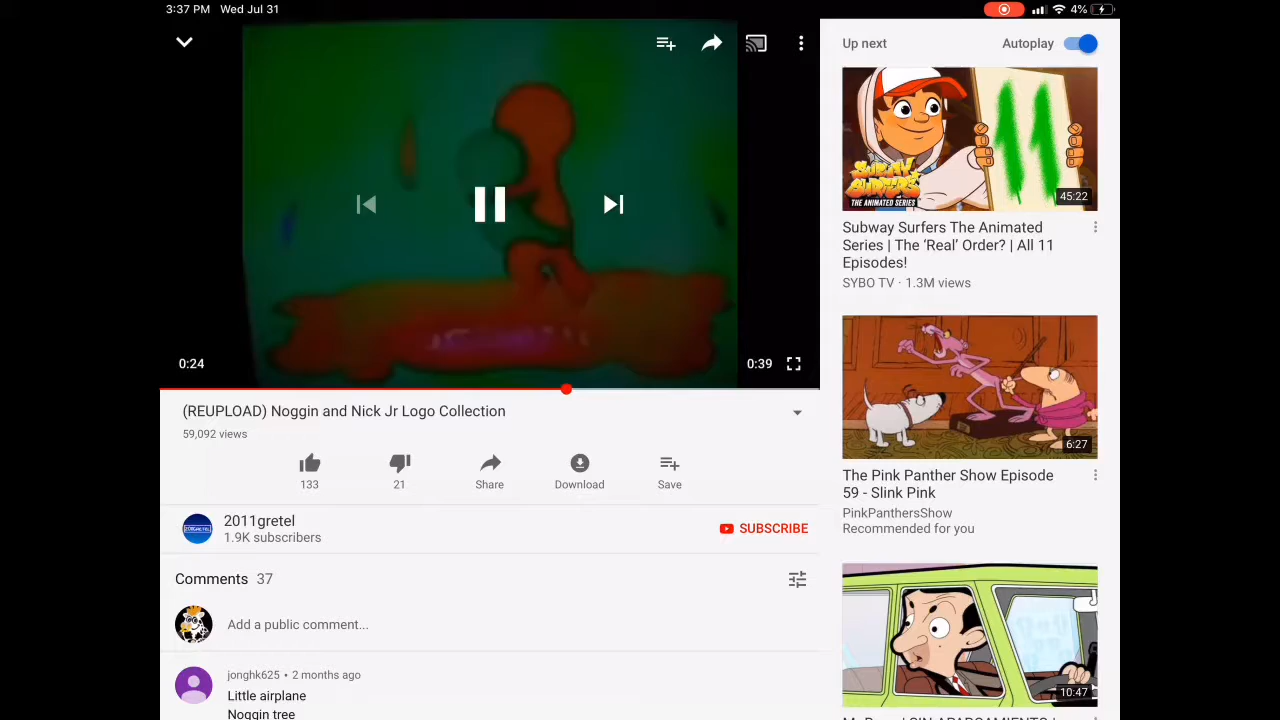 3:37 PM Wed Jul 31
4%
Up next
Autoplay
SUBWAY
SURFERS
THE ANIMATED SERIES
11
45:22
Subway Surfers The Animated
Series | The ‘Real’ Order? | All 11
Episodes!
SYBO TV · 1.3M views
0:24
0:39
(REUPLOAD) Noggin and Nick Jr Logo Collection
59,092 views
133
21
Share
Download
Save
6:27
The Pink Panther Show Episode
59 - Slink Pink
PinkPanthersShow
Recommended for you
2011gretel
1.9K subscribers
SUBSCRIBE
Comments 37
Add a public comment...
jonghk625 • 2 months ago
Little airplane
Noggin tree
10:47